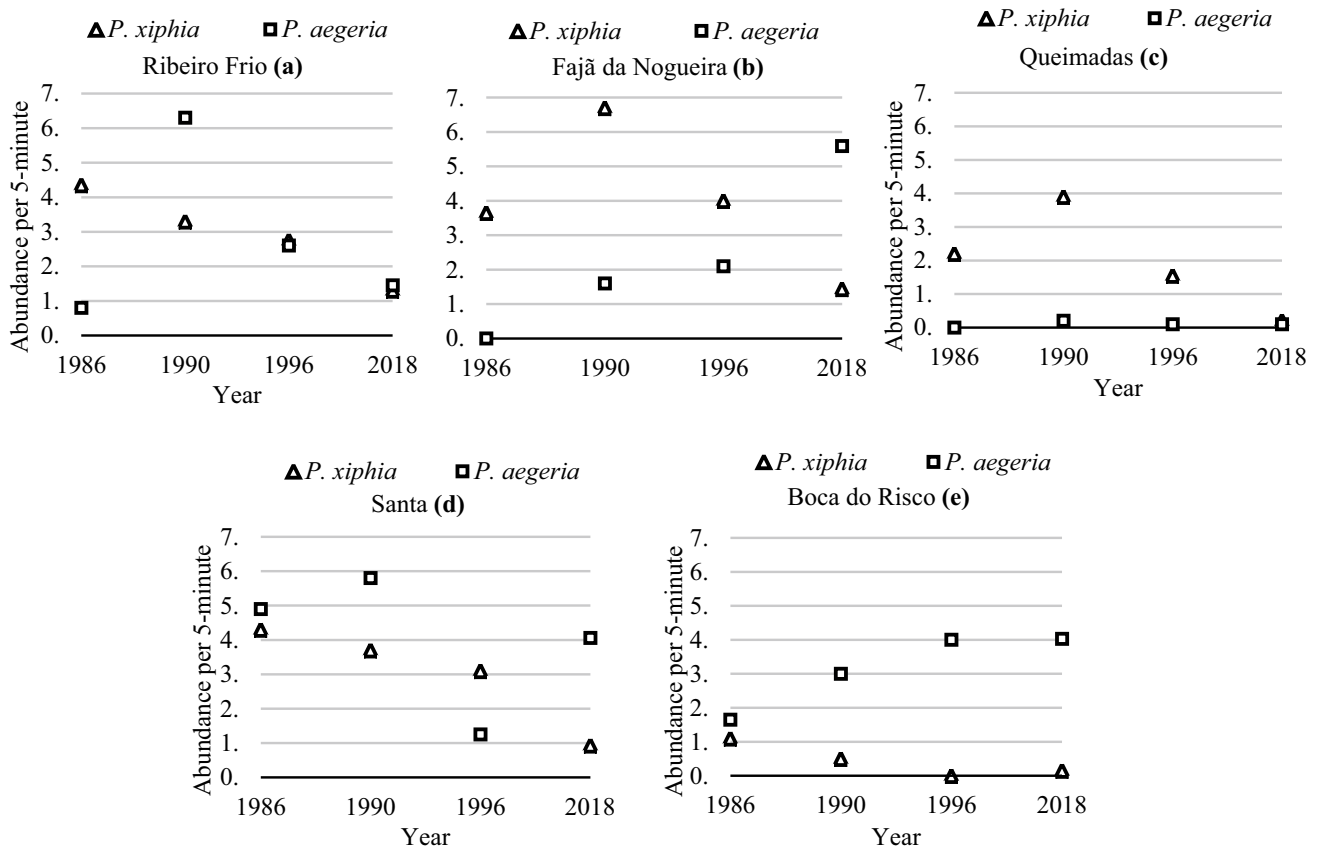 P. xiphia P. aegeria
Ribeiro Frio (a)
Abundance per 5-minute
7.
6.
5.
4.
3.
2.
1.
0.
1986 1990 1996 2018
Year
P. xiphia P. aegeria
Fajã da Nogueira (b)
7.
6.
5.
4.
3.
2.
1.
0.
1986 1990 1996 2018
Year
P. xiphia P. aegeria
Queimadas (c)
Abundance per 5-minute
7.
6.
5.
4.
3.
2.
1.
0.
1986 1990 1996 2018
Year
P. xiphia P. aegeria
Santa (d)
Abundance per 5-minute
7.
6.
5.
4.
3.
2.
1.
0.
1986 1990 1996 2018
Year
P. xiphia P. aegeria
Boca do Risco (e)
Abundance per 5-minute
7.
6.
5.
4.
3.
2.
1.
0.
1986 1990 1996 2018
Year